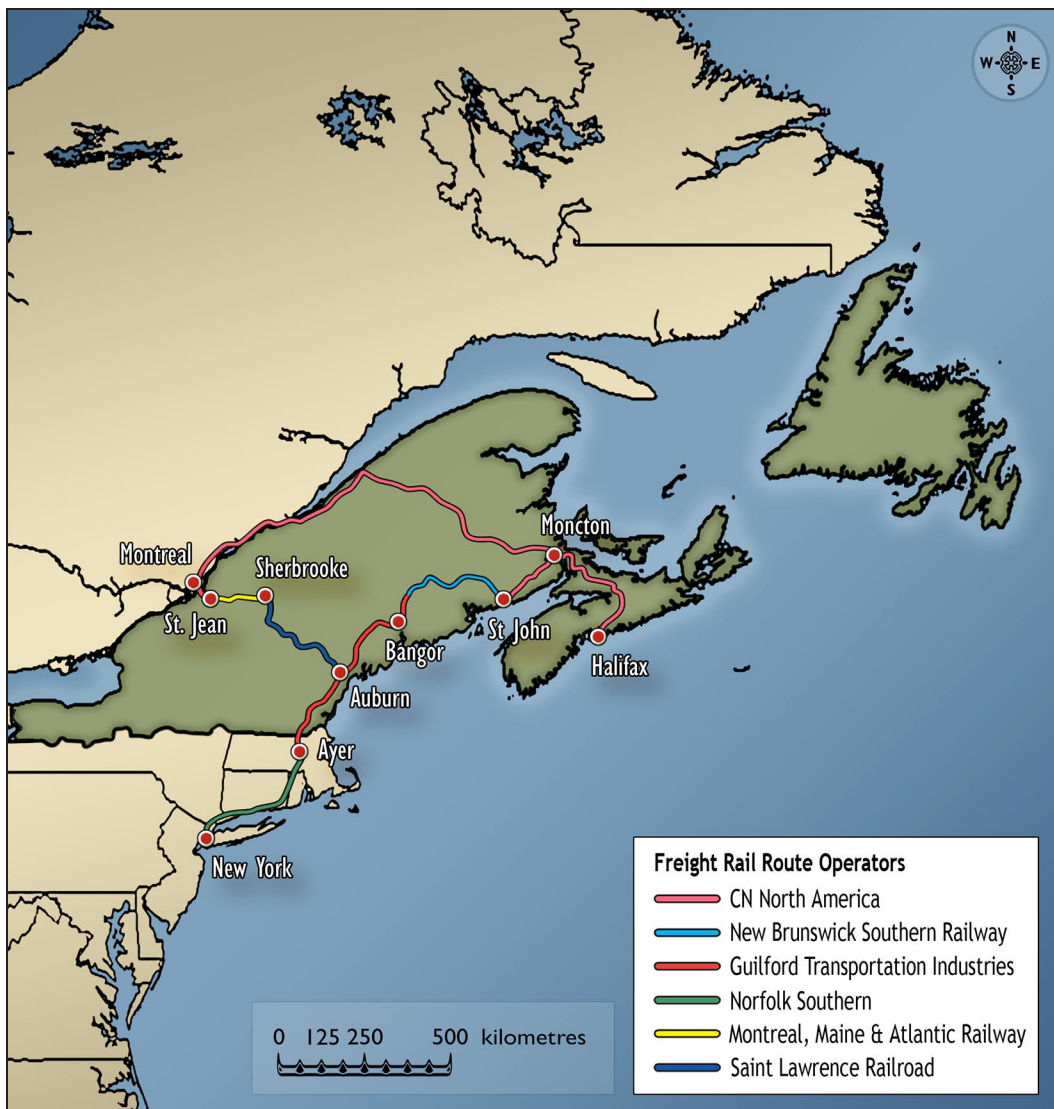 N
W E
S
Moncton
Montreal
Sherbrooke
St. Jean
St John
Bangor
Halifax
Auburn
Ayer
New York
Freight Rail Route Operators
CN North America
New Brunswick Southern Railway
Guilford Transportation Industries
Norfolk Southern
Montreal, Maine & Atlantic Railway
Saint Lawrence Railroad
0 125 250 500 kilometres